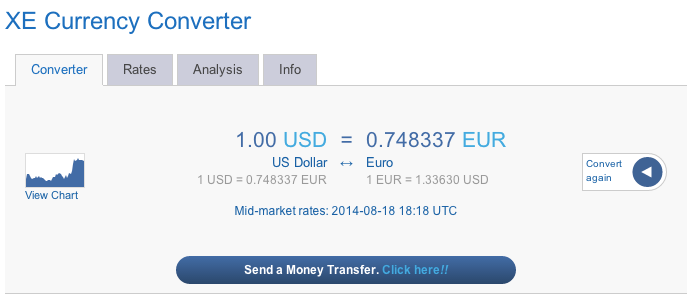 XE Currency Converter
Converter Rates Analysis Info
1.00 USD = 0.748337 EUR
US Dollar ↔ Euro
1 USD = 0.748337 EUR 1 EUR = 1.33630 USD
View Chart
Convert again
Mid-market rates: 2014-08-18 18:18 UTC
Send a Money Transfer. Click here!!